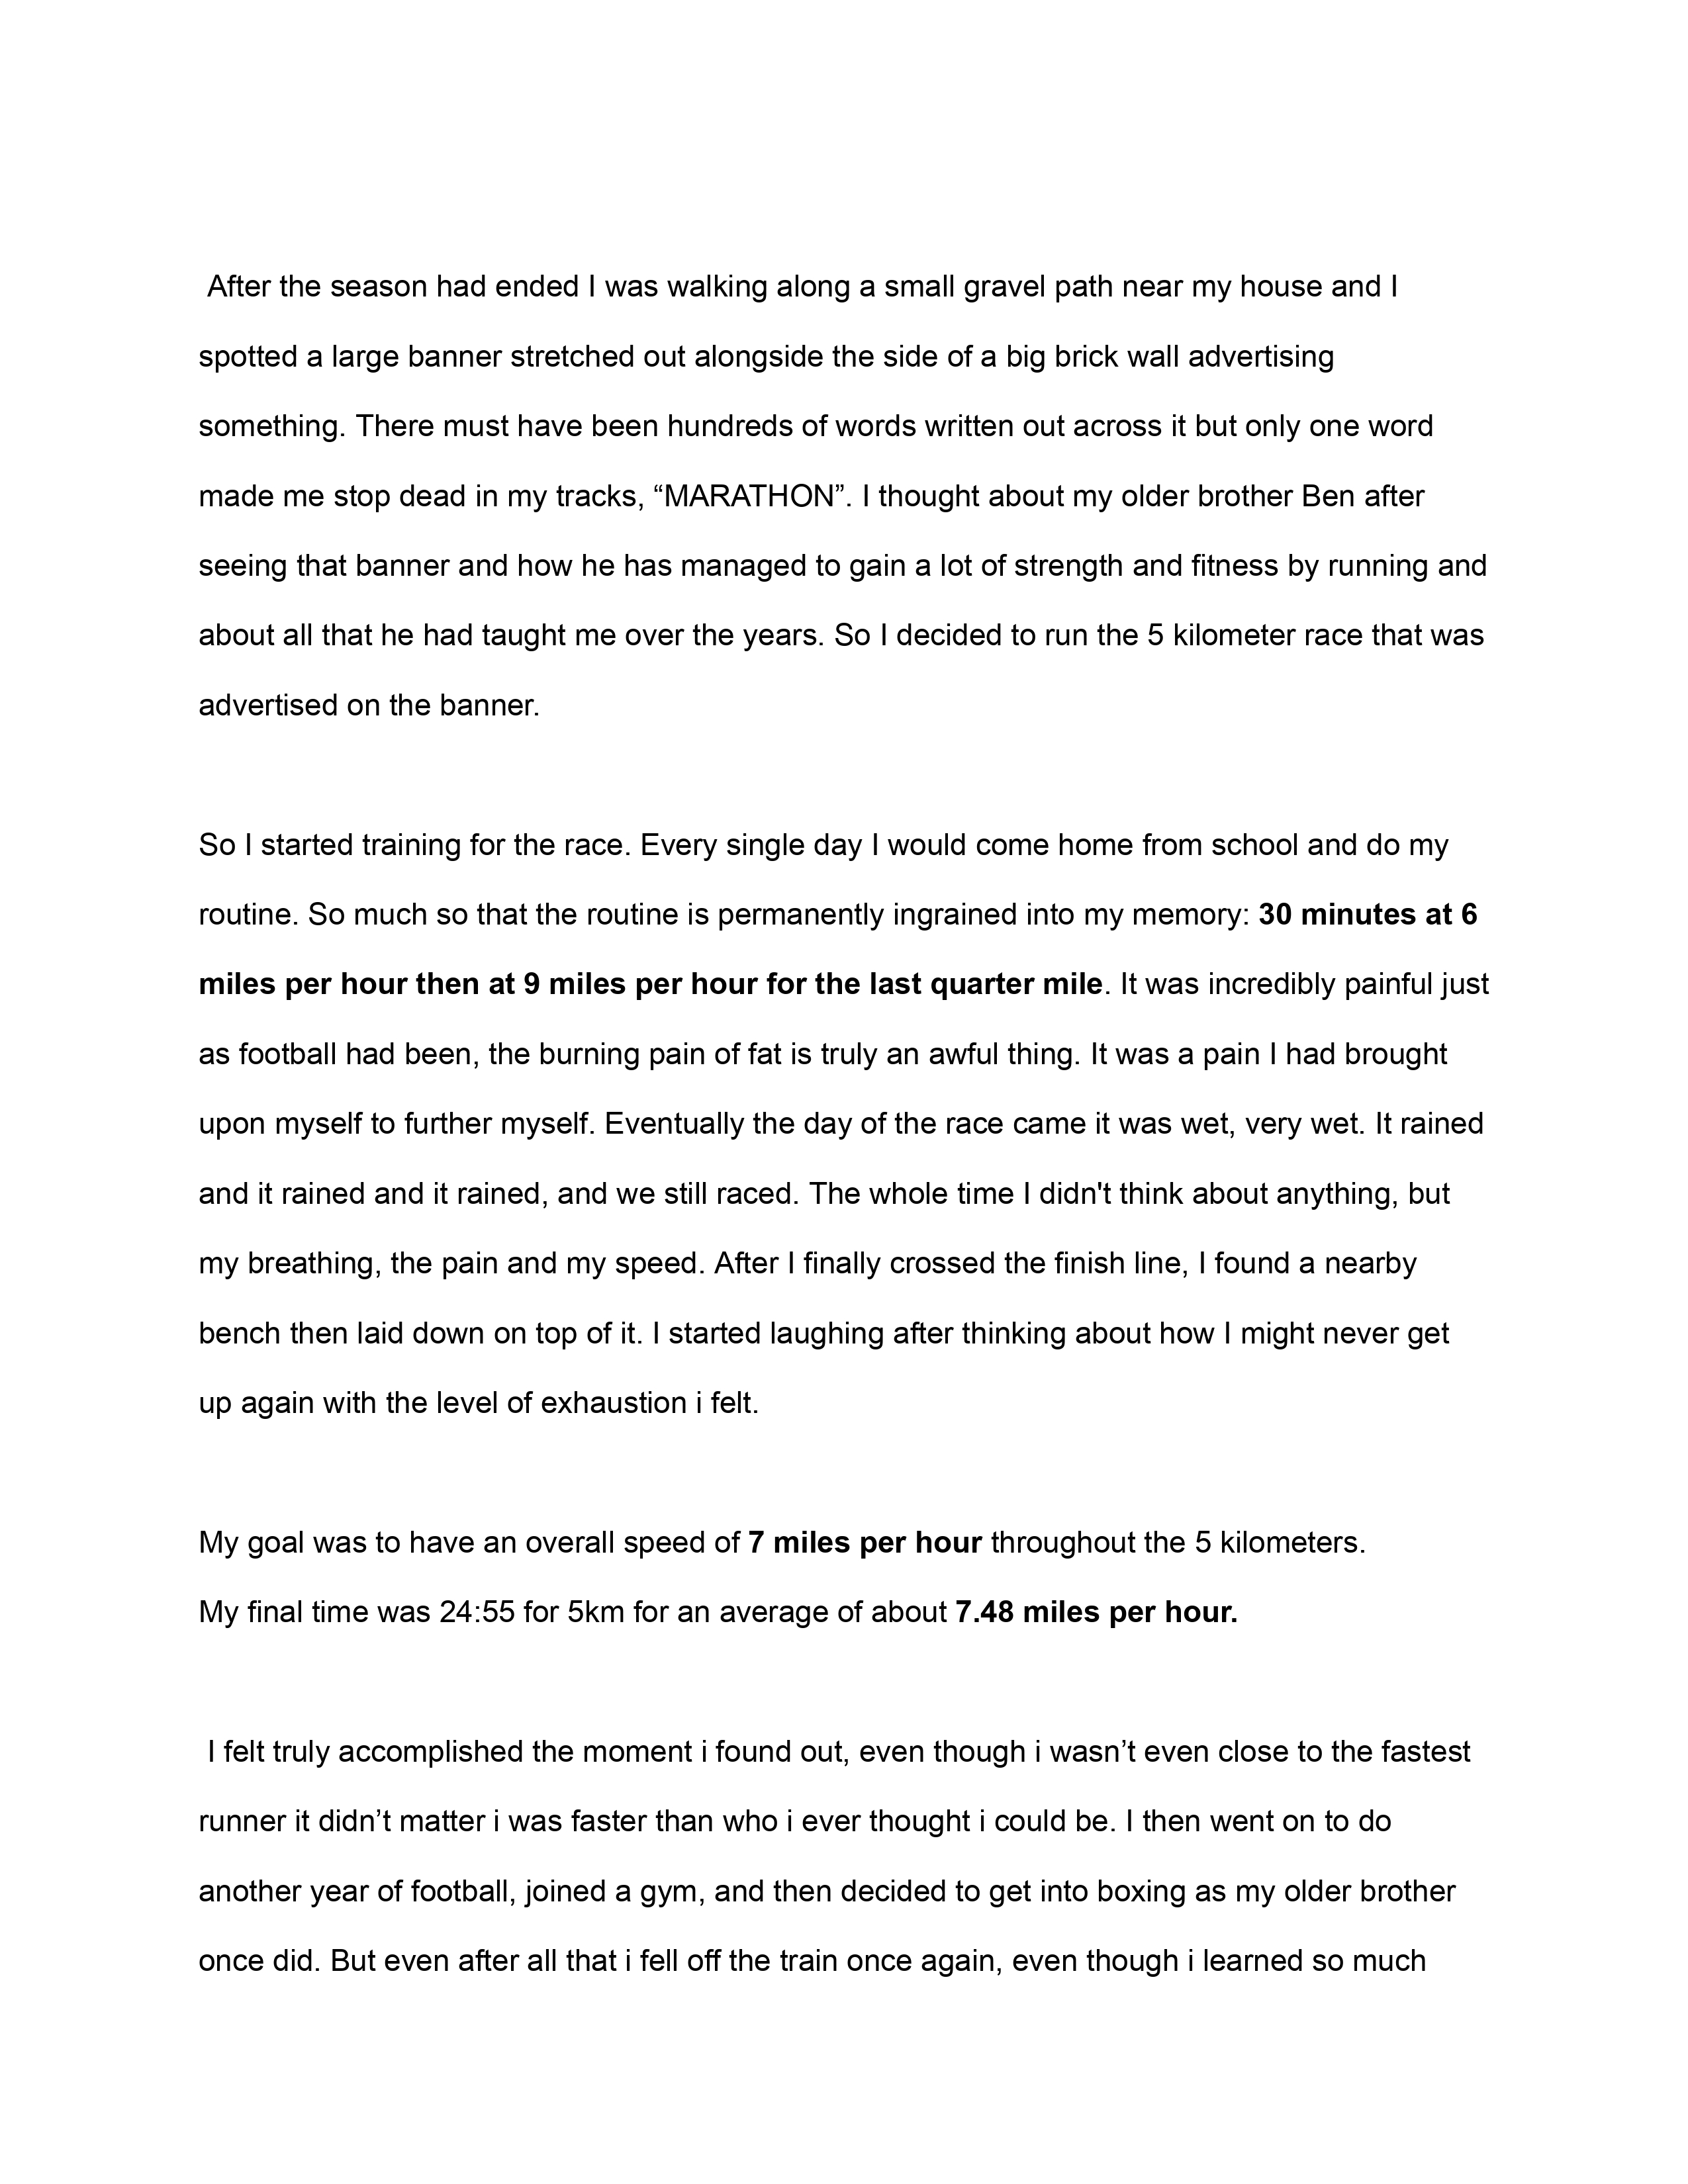 After the season had ended I was walking along a small gravel path near my house and I
spotted a large banner stretched out alongside the side of a big brick wall advertising
something. There must have been hundreds of words written out across it but only one word
made me stop dead in my tracks, “MARATHON”. I thought about my older brother Ben after
seeing that banner and how he has managed to gain a lot of strength and fitness by running and
about all that he had taught me over the years. So I decided to run the 5 kilometer race that was
advertised on the banner.
So I started training for the race. Every single day I would come home from school and do my
routine. So much so that the routine is permanently ingrained into my memory: 30 minutes at 6
miles per hour then at 9 miles per hour for the last quarter mile. It was incredibly painful just
as football had been, the burning pain of fat is truly an awful thing. It was a pain I had brought
upon myself to further myself. Eventually the day of the race came it was wet, very wet. It rained
and it rained and it rained, and we still raced. The whole time I didn't think about anything, but
my breathing, the pain and my speed. After I finally crossed the finish line, I found a nearby
bench then laid down on top of it. I started laughing after thinking about how I might never get
up again with the level of exhaustion i felt.
My goal was to have an overall speed of 7 miles per hour throughout the 5 kilometers.
My final time was 24:55 for 5km for an average of about 7.48 miles per hour.
I felt truly accomplished the moment i found out, even though i wasn’t even close to the fastest
runner it didn’t matter i was faster than who i ever thought i could be. I then went on to do
another year of football, joined a gym, and then decided to get into boxing as my older brother
once did. But even after all that i fell off the train once again, even though i learned so much